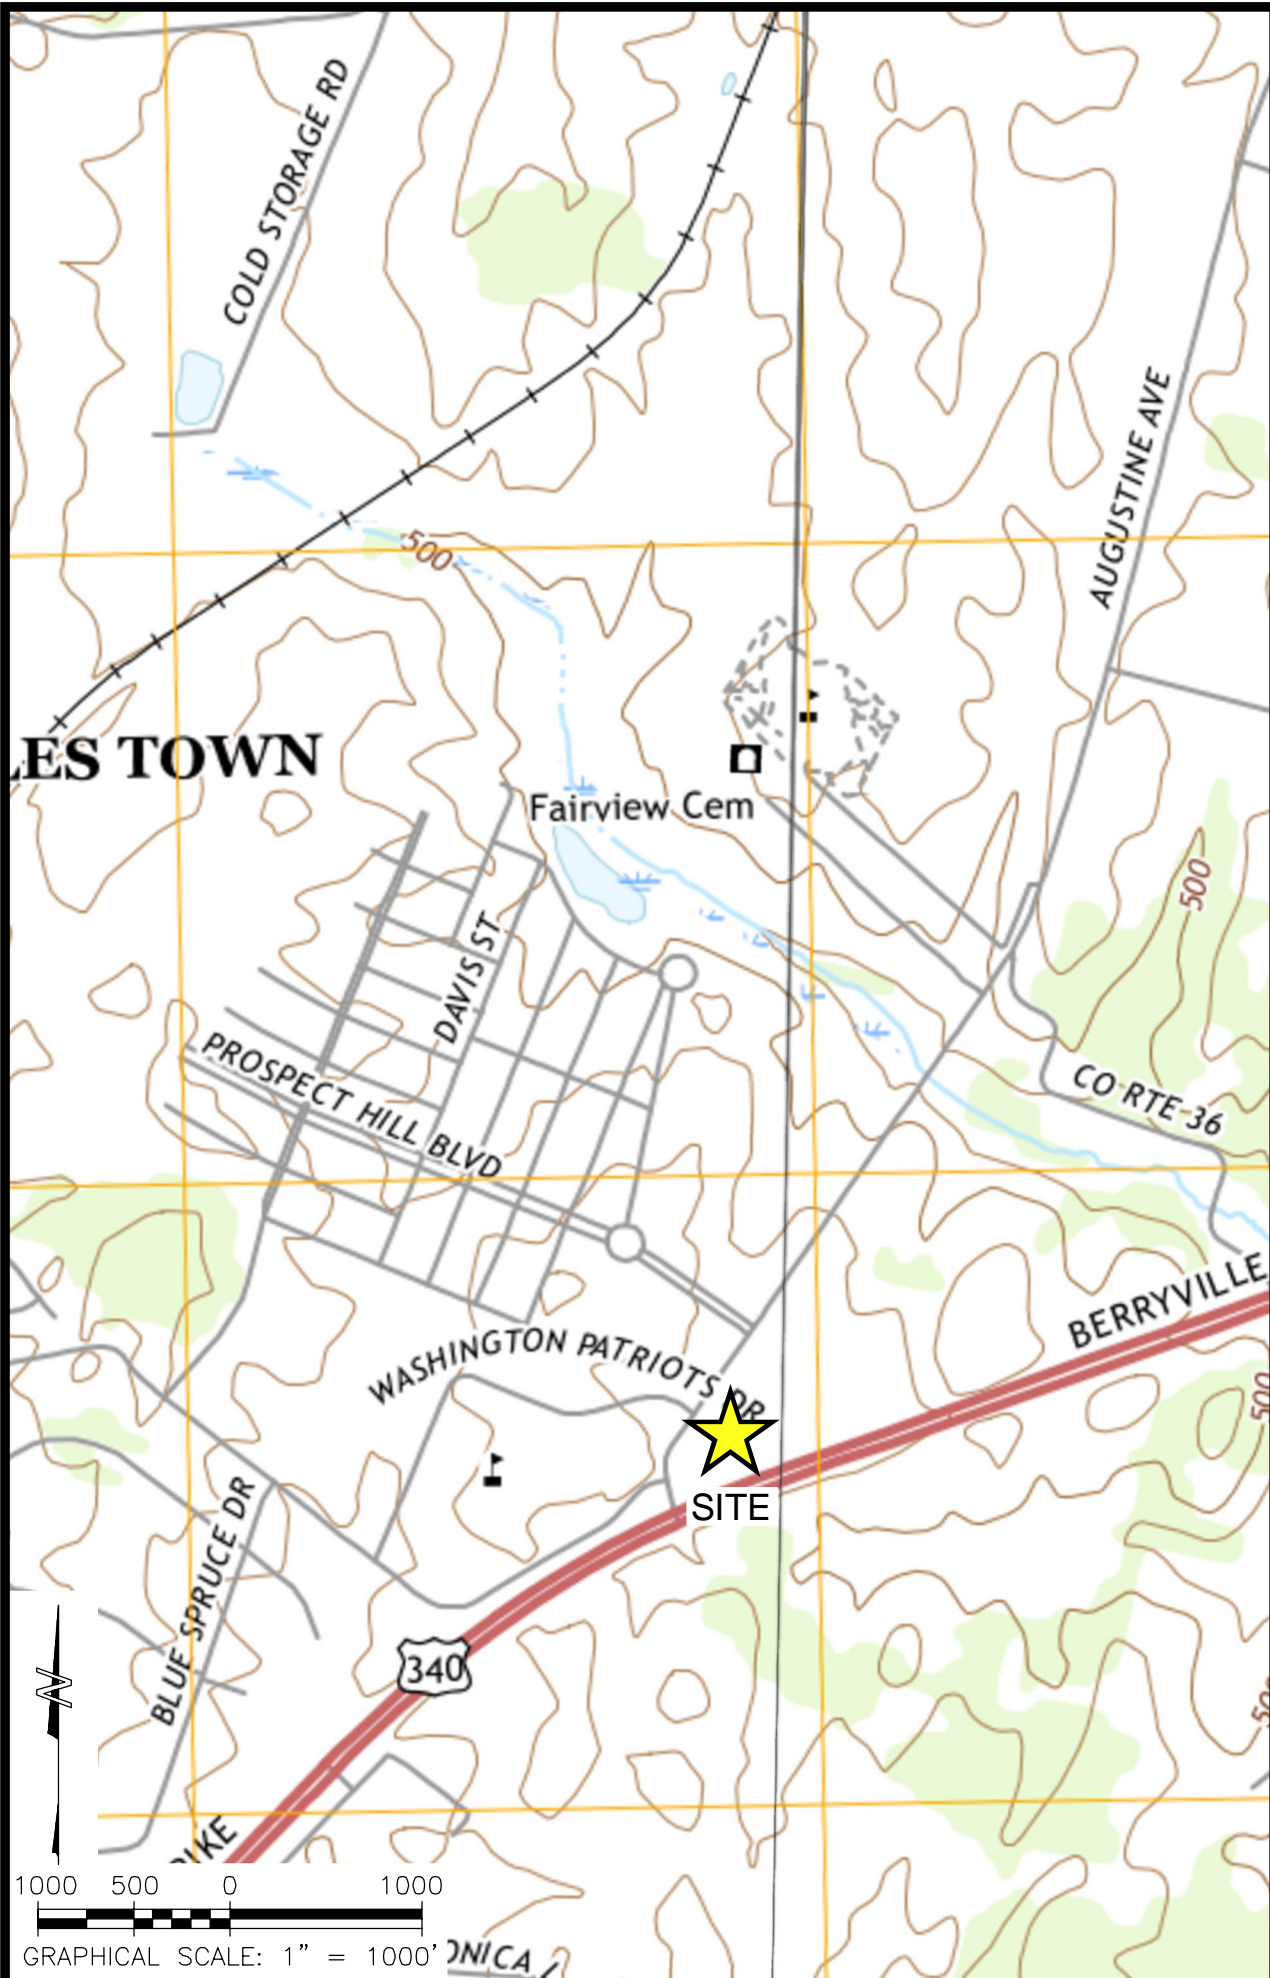 COLD STORAGE RD
AUGUSTINE AVE
500
LES TOWN
Fairview Cem
500
DAVIS ST
PROSPECT HILL BLVD
CO RTE 36
BERRYVILLE
WASHINGTON PATRIOTS DR
500
SITE
BLUE SPRUCE DR
340
500
PIKE
N
1000 500 0 1000
GRAPHICAL SCALE: 1" = 1000'
ONICA